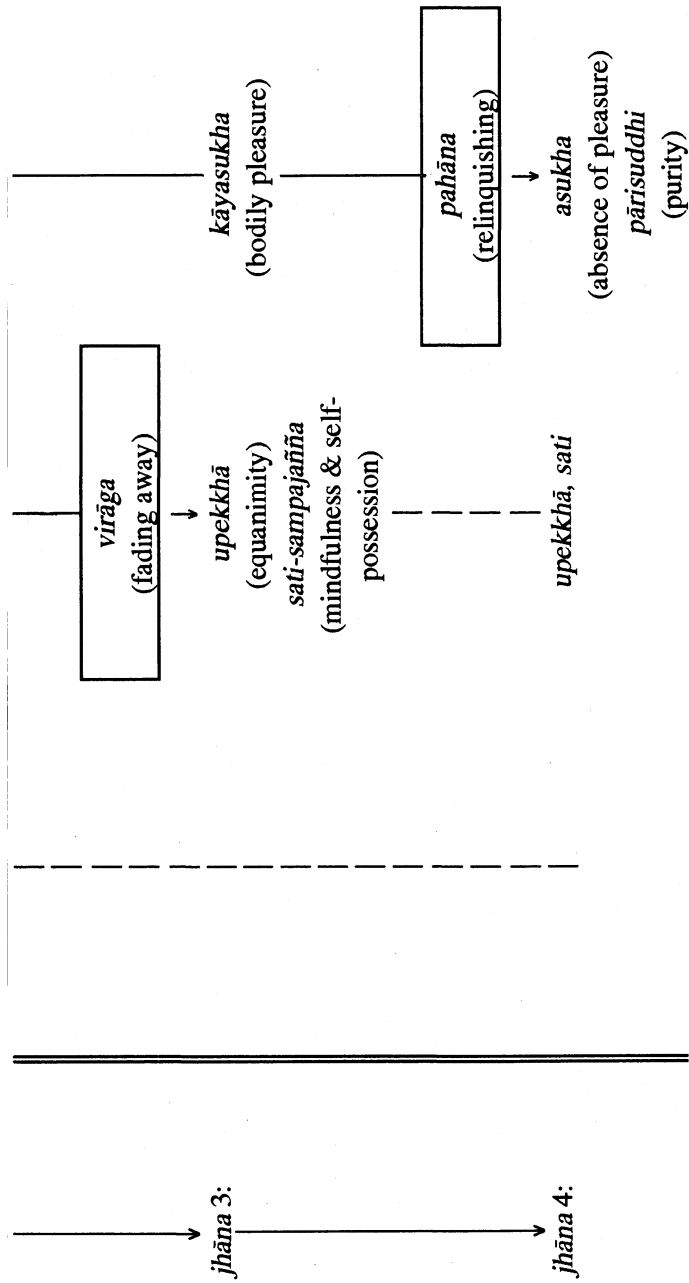 virāga
(fading away)
jhāna 3:
upekkhā
(equanimity)
sati-sampajañña
(mindfulness & self-
possession)
kāyasukha
(bodily pleasure)
pahāna
(relinquishing)
jhāna 4:
upekkhā, sati
asukha
(absence of pleasure)
pārisuddhi
(purity)